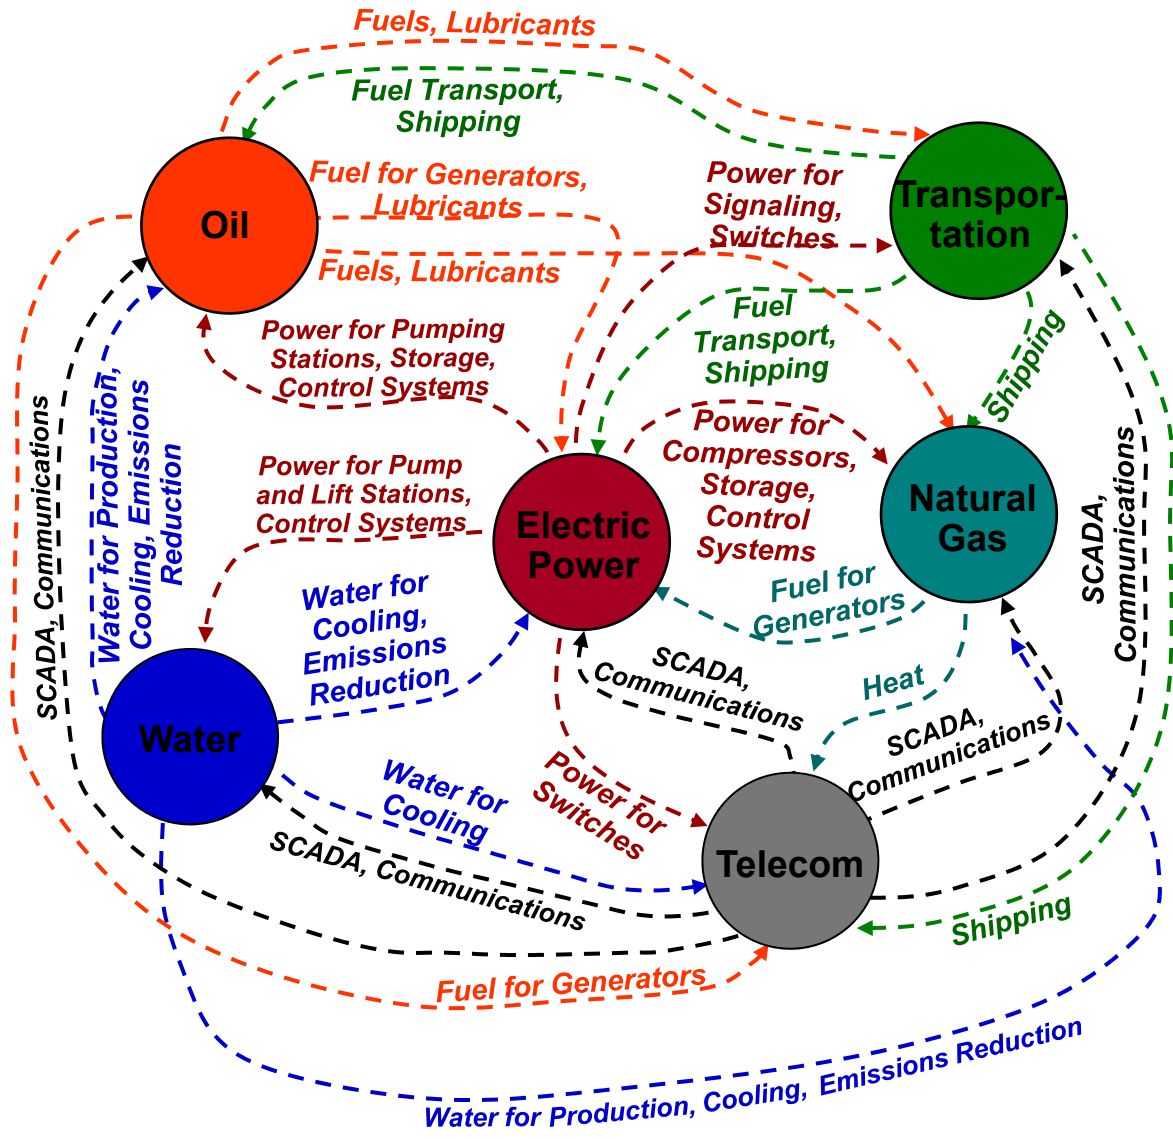 Fuels, Lubricants
Fuel Transport,
Shipping
Oil
Fuel for Generators,
Lubricants
Fuels, Lubricants
Power for
Signaling,
Switches
Transpor-
tation
Fuel
Transport,
Shipping
Shipping
Power for Pumping
Stations, Storage,
Control Systems
Power for Pump
and Lift Stations,
Control Systems
Power for
Compressors,
Storage,
Control
Systems
Natural
Gas
Electric
Power
SCADA,
Communications
SCADA, Communications
Water for Production,
Cooling, Emissions
Reduction
Water for
Cooling,
Emissions
Reduction
Fuel for
Generators
Heat
SCADA,
Communications
SCADA,
Communications
Water
Water for
Cooling
Power for
Switches
SCADA, Communications
Telecom
Shipping
Fuel for Generators
Water for Production, Cooling, Emissions Reduction